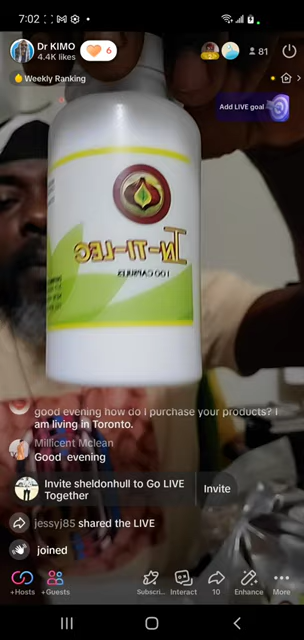 7:02
Dr KIMO
4.4K likes
6
81
Weekly Ranking
Add LIVE goal
IN-TI-LEC
100 CAPSULES
good evening how do I purchase your products? I
am living in Toronto.
Millicent Mclean
Good evening
Invite sheldonhull to Go LIVE
Together
Invite
jessyj85 shared the LIVE
joined
+Hosts
+Guests
Subscri...
Interact
10
Enhance
More